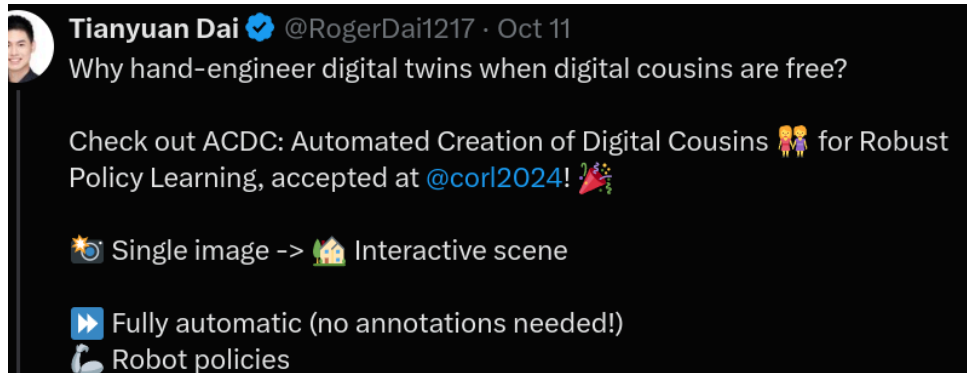 Tianyuan Dai @RogerDai1217 · Oct 11
Why hand-engineer digital twins when digital cousins are free?
Check out ACDC: Automated Creation of Digital Cousins 👭 for Robust
Policy Learning, accepted at @corl2024! 🎉
📸 Single image -> 🏡 Interactive scene
⏩ Fully automatic (no annotations needed!)
🦾 Robot policies